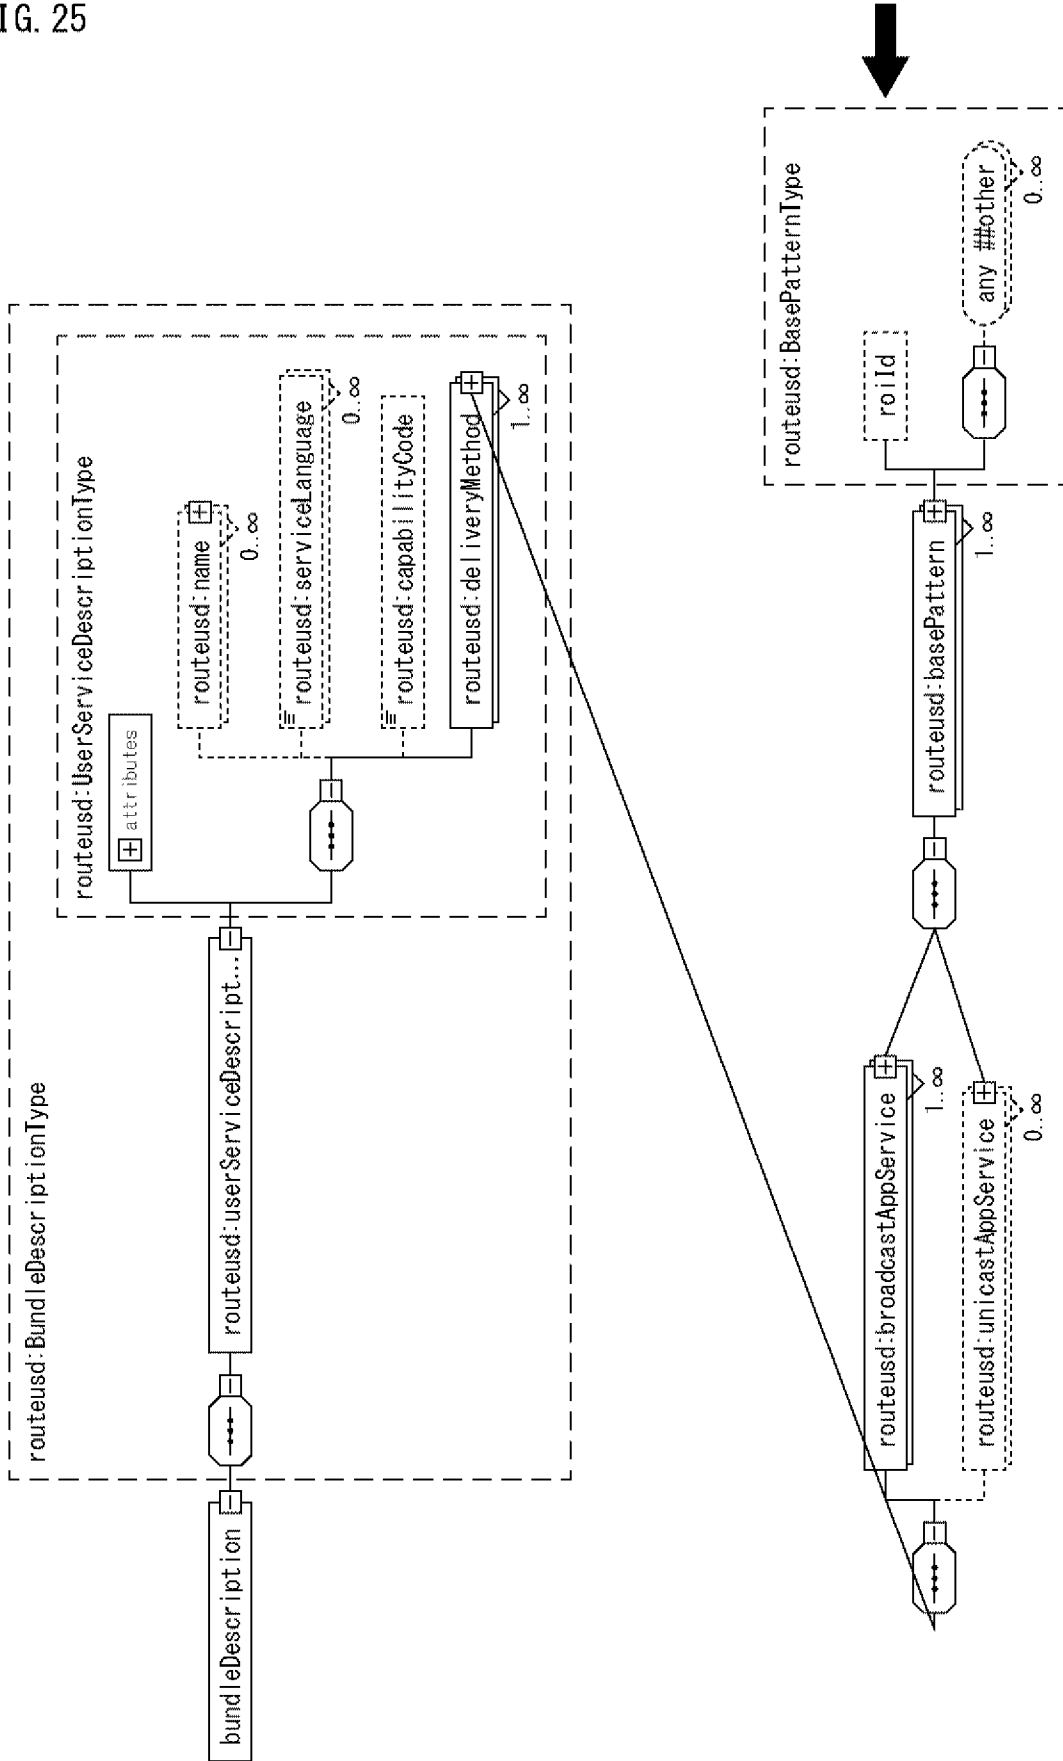 IG. 25
routeusd:BundleDescriptionType
routeusd:UserServiceDescriptionType
bundleDescription
routeusd:userServiceDescript...
attributes
routeusd:name
0..∞
routeusd:serviceLanguage
0..∞
routeusd:capabilityCode
routeusd:deliveryMethod
1..∞
routeusd:broadcastAppService
1..∞
routeusd:unicastAppService
0..∞
routeusd:basePattern
1..∞
routeusd:BasePatternType
roiId
any ##other
0..∞